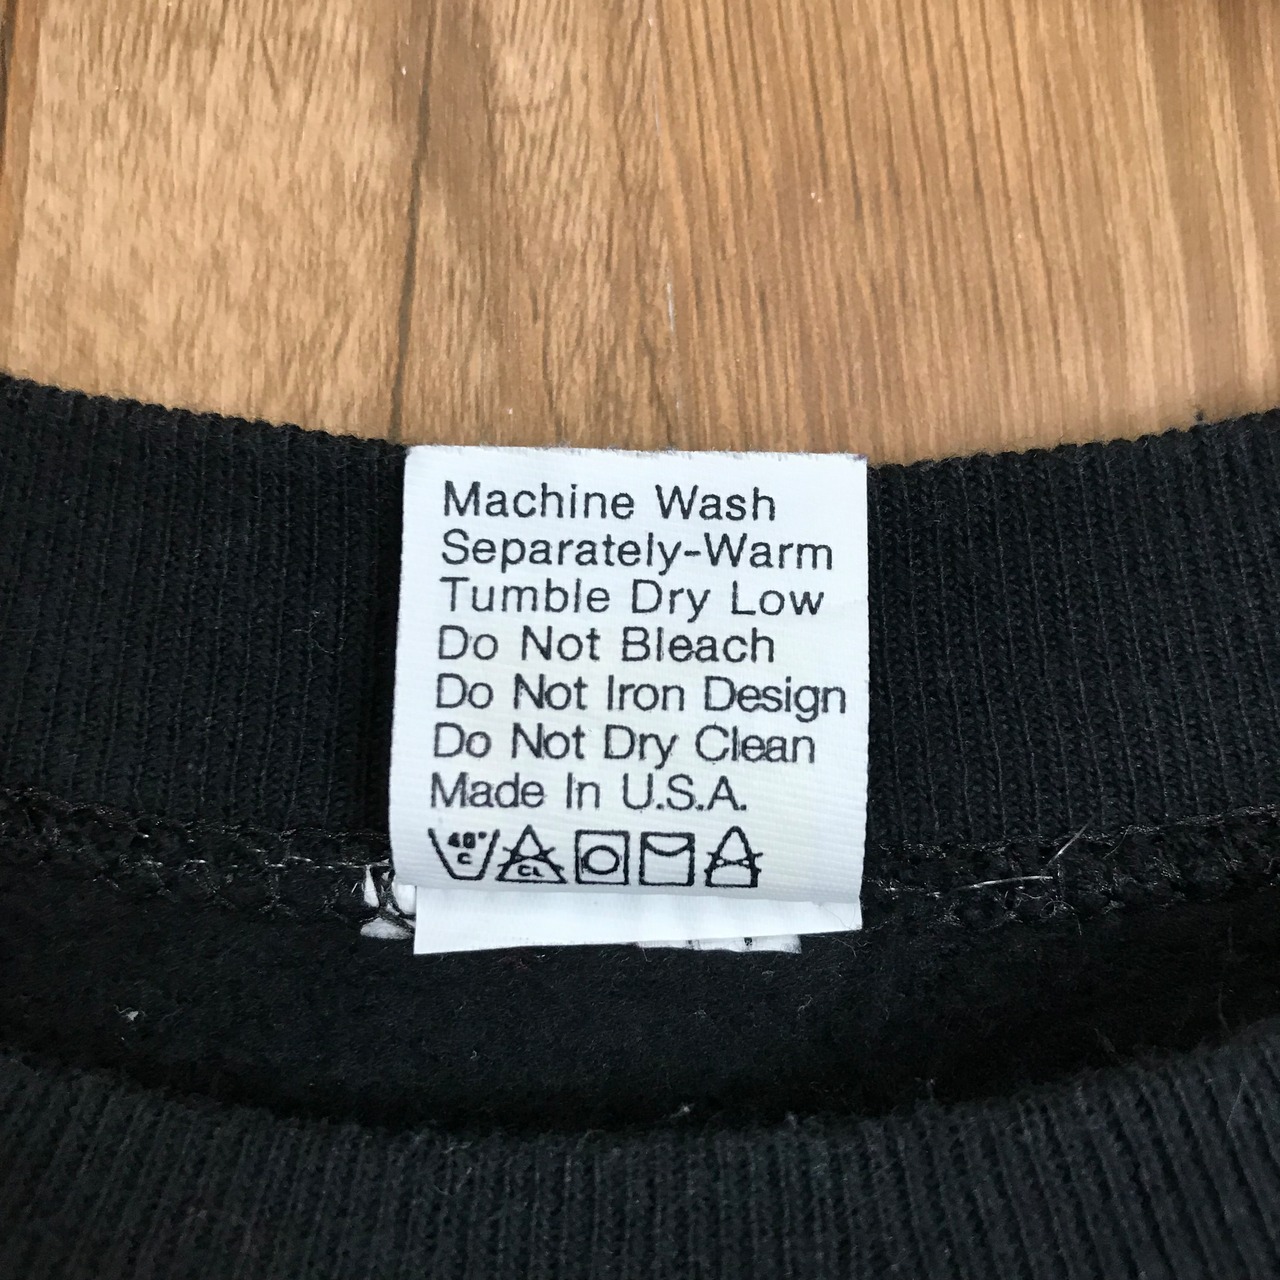 Machine Wash
Separately-Warm
Tumble Dry Low
Do Not Bleach
Do Not Iron Design
Do Not Dry Clean
Made In U.S.A.
40° C CL